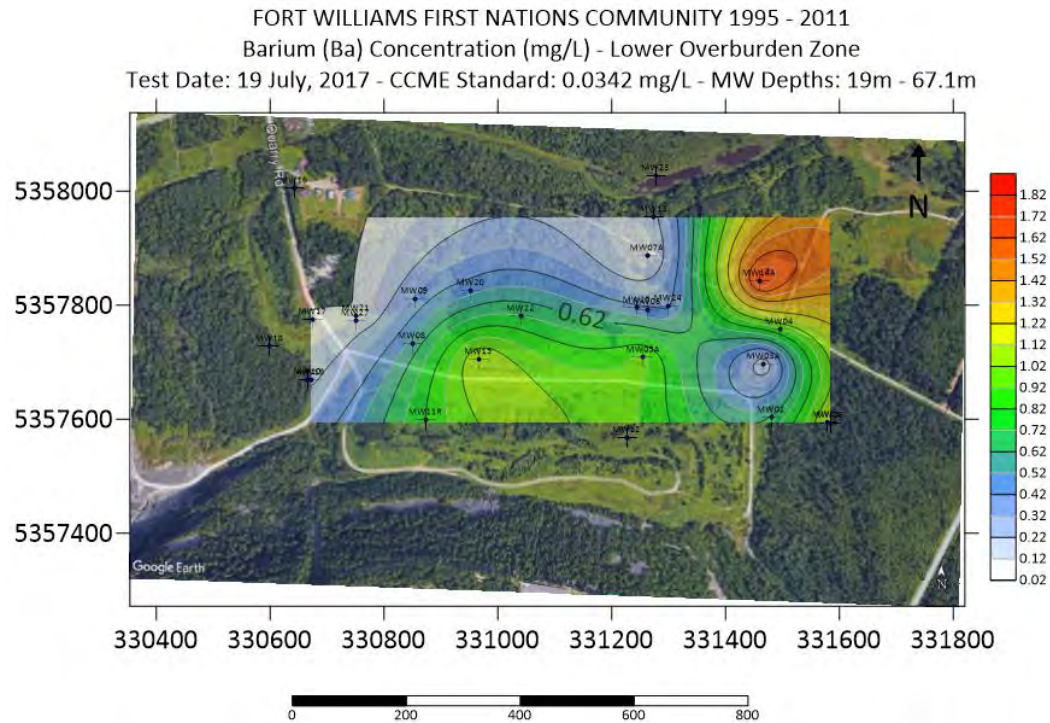 FORT WILLIAMS FIRST NATIONS COMMUNITY 1995 - 2011
Barium (Ba) Concentration (mg/L) - Lower Overburden Zone
Test Date: 19 July, 2017 - CCME Standard: 0.0342 mg/L - MW Depths: 19m - 67.1m
Quarry Rd
N
5358000
5357800
5357600
5357400
MW07A
MW20
MW09
MW24
MW22
0.62
MW04
MW17
MW08
MW05A
MW03A
MW11R
Google Earth
N
1.82
1.72
1.62
1.52
1.42
1.32
1.22
1.12
1.02
0.92
0.82
0.72
0.62
0.52
0.42
0.32
0.22
0.12
0.02
330400 330600 330800 331000 331200 331400 331600 331800
0 200 400 600 800